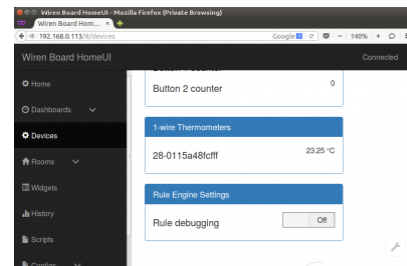 Wiren Board HomeUI - Mozilla Firefox (Private Browsing)
Wiren Board Hom...
192.168.0.113/#/devices
Google
140%
Wiren Board HomeUI
Connected
Home
Button 2 counter
0
Dashboards
Devices
1-wire Thermometers
28-0115a48fcfff
23.25 °C
Rooms
Widgets
Rule Engine Settings
History
Rule debugging
Off
Scripts
Configs